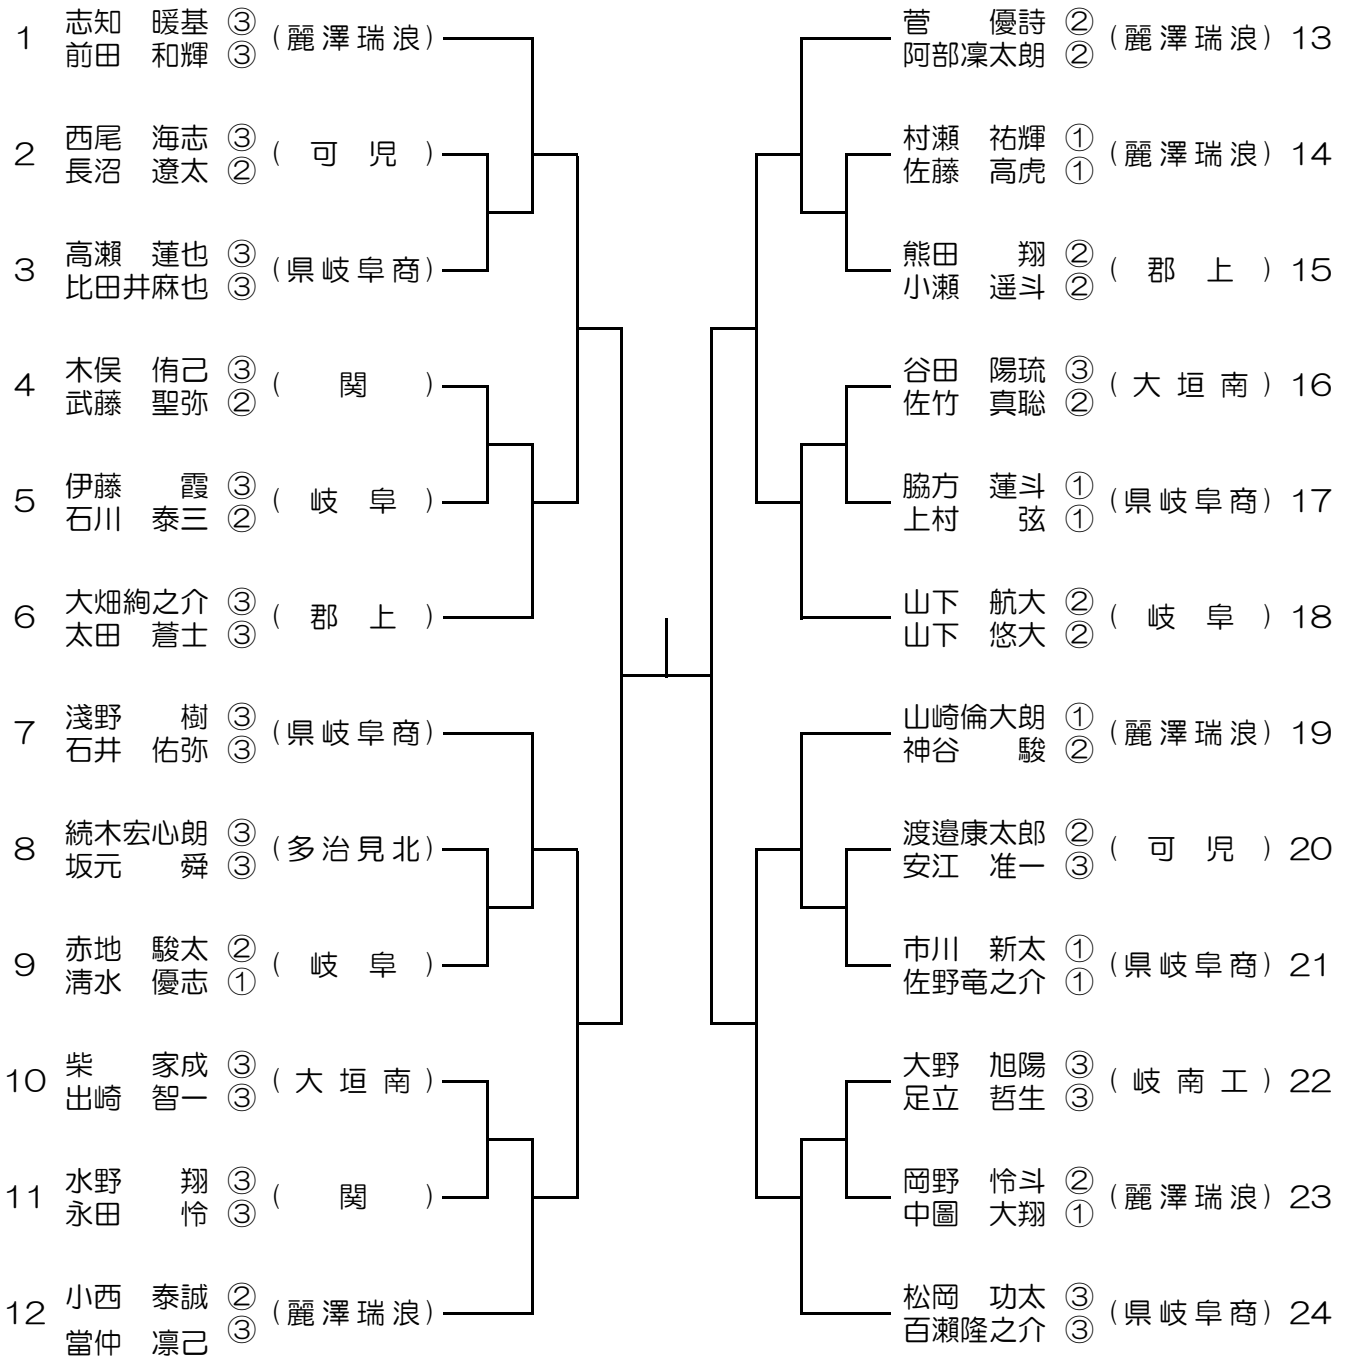 1 志知 暖基 ③ (麗澤瑞浪)
前田 和輝 ③
2 西尾 海志 ③ (可児)
長沼 遼太 ②
3 高瀬 蓮也 ③ (県岐阜商)
比田井麻也 ③
4 木俣 侑己 ③ (関)
武藤 聖弥 ②
5 伊藤 霞 ③ (岐阜)
石川 泰三 ②
6 大畑絢之介 ③ (郡上)
太田 蒼士 ③
7 淺野 樹 ③ (県岐阜商)
石井 佑弥 ③
8 続木宏心朗 ③ (多治見北)
坂元 舜 ③
9 赤地 駿太 ② (岐阜)
清水 優志 ①
10 柴 家成 ③ (大垣南)
出崎 智一 ③
11 水野 翔 ③ (関)
永田 怜 ③
12 小西 泰誠 ② (麗澤瑞浪)
當仲 凛己 ③
菅 優詩 ② (麗澤瑞浪) 13
阿部凜太朗 ②
村瀬 祐輝 ① (麗澤瑞浪) 14
佐藤 高虎 ①
熊田 翔 ② (郡上) 15
小瀬 遥斗 ②
谷田 陽琉 ③ (大垣南) 16
佐竹 真聡 ②
脇方 蓮斗 ① (県岐阜商) 17
上村 弦 ①
山下 航大 ② (岐阜) 18
山下 悠大 ②
山崎倫大朗 ① (麗澤瑞浪) 19
神谷 駿 ②
渡邉康太郎 ② (可児) 20
安江 准一 ③
市川 新太 ① (県岐阜商) 21
佐野竜之介 ①
大野 旭陽 ③ (岐南工) 22
足立 哲生 ③
岡野 怜斗 ② (麗澤瑞浪) 23
中圖 大翔 ①
松岡 功太 ③ (県岐阜商) 24
百瀬隆之介 ③